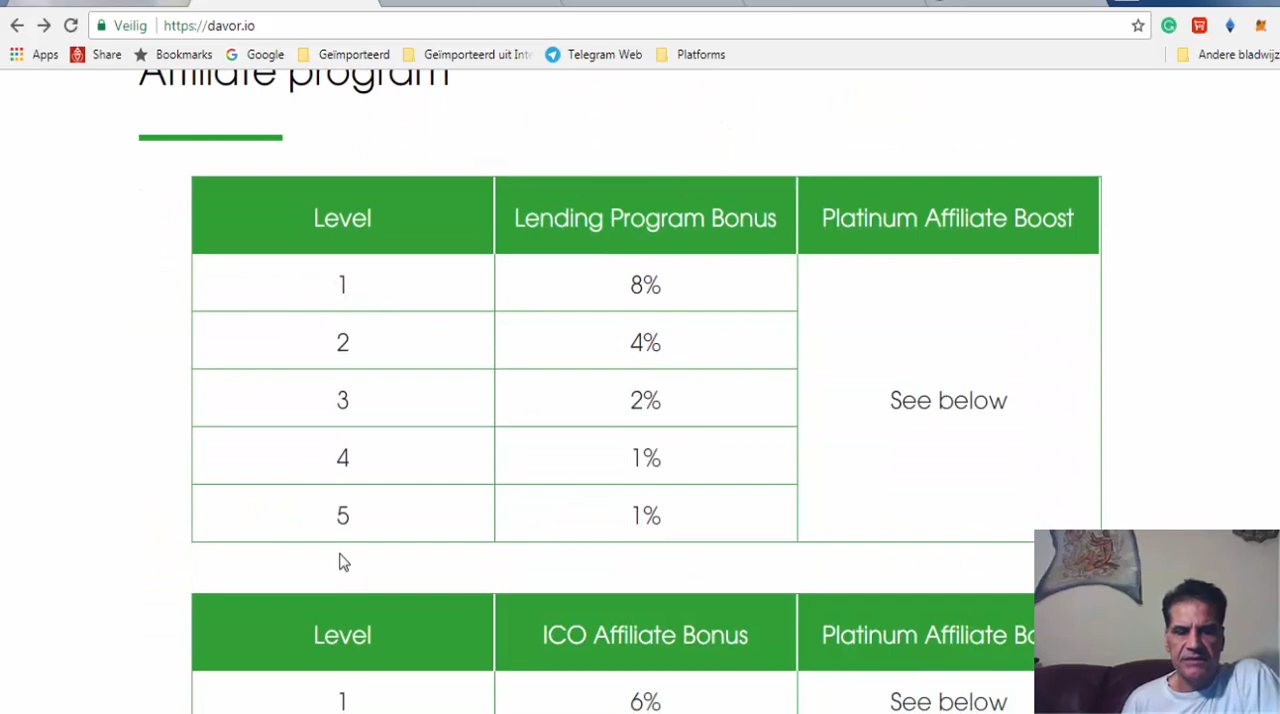 Veilig https://davor.io
Apps Share Bookmarks Google Geïmporteerd Geïmporteerd uit Inte Telegram Web Platforms Andere bladwijz
Affiliate program
Level Lending Program Bonus Platinum Affiliate Boost
1 8%
2 4%
3 2% See below
4 1%
5 1%
Level ICO Affiliate Bonus Platinum Affiliate Bo
1 6% See below